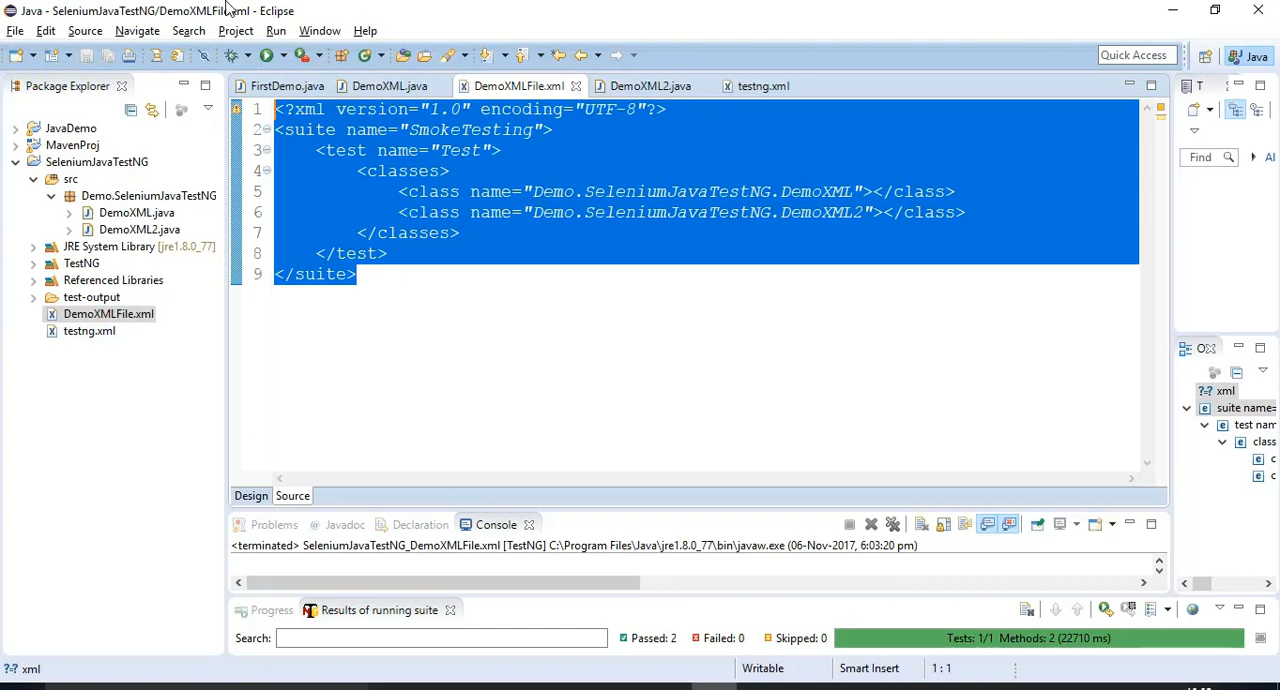 Java - SeleniumJavaTestNG/DemoXMLFile.xml - Eclipse
File Edit Source Navigate Search Project Run Window Help
Quick Access
Java
Package Explorer
FirstDemo.java
DemoXML.java
DemoXMLFile.xml
DemoXML2.java
testng.xml
T
JavaDemo
MavenProj
SeleniumJavaTestNG
src
Demo.SeleniumJavaTestNG
DemoXML.java
DemoXML2.java
JRE System Library [jre1.8.0_77]
TestNG
Referenced Libraries
test-output
DemoXMLFile.xml
testng.xml
1 <?xml version="1.0" encoding="UTF-8"?>
2 <suite name="SmokeTesting">
3 <test name="Test">
4 <classes>
5 <class name="Demo.SeleniumJavaTestNG.DemoXML"></class>
6 <class name="Demo.SeleniumJavaTestNG.DemoXML2"></class>
7 </classes>
8 </test>
9 </suite>
Find
Al
O
?-? xml
suite name=
test nam
class
c
c
Design Source
Problems @ Javadoc Declaration Console
<terminated> SeleniumJavaTestNG_DemoXMLFile.xml [TestNG] C:\Program Files\Java\jre1.8.0_77\bin\javaw.exe (06-Nov-2017, 6:03:20 pm)
Progress Results of running suite
Search:
Passed: 2 Failed: 0 Skipped: 0
Tests: 1/1 Methods: 2 (22710 ms)
?-? xml
Writable
Smart Insert
1 : 1